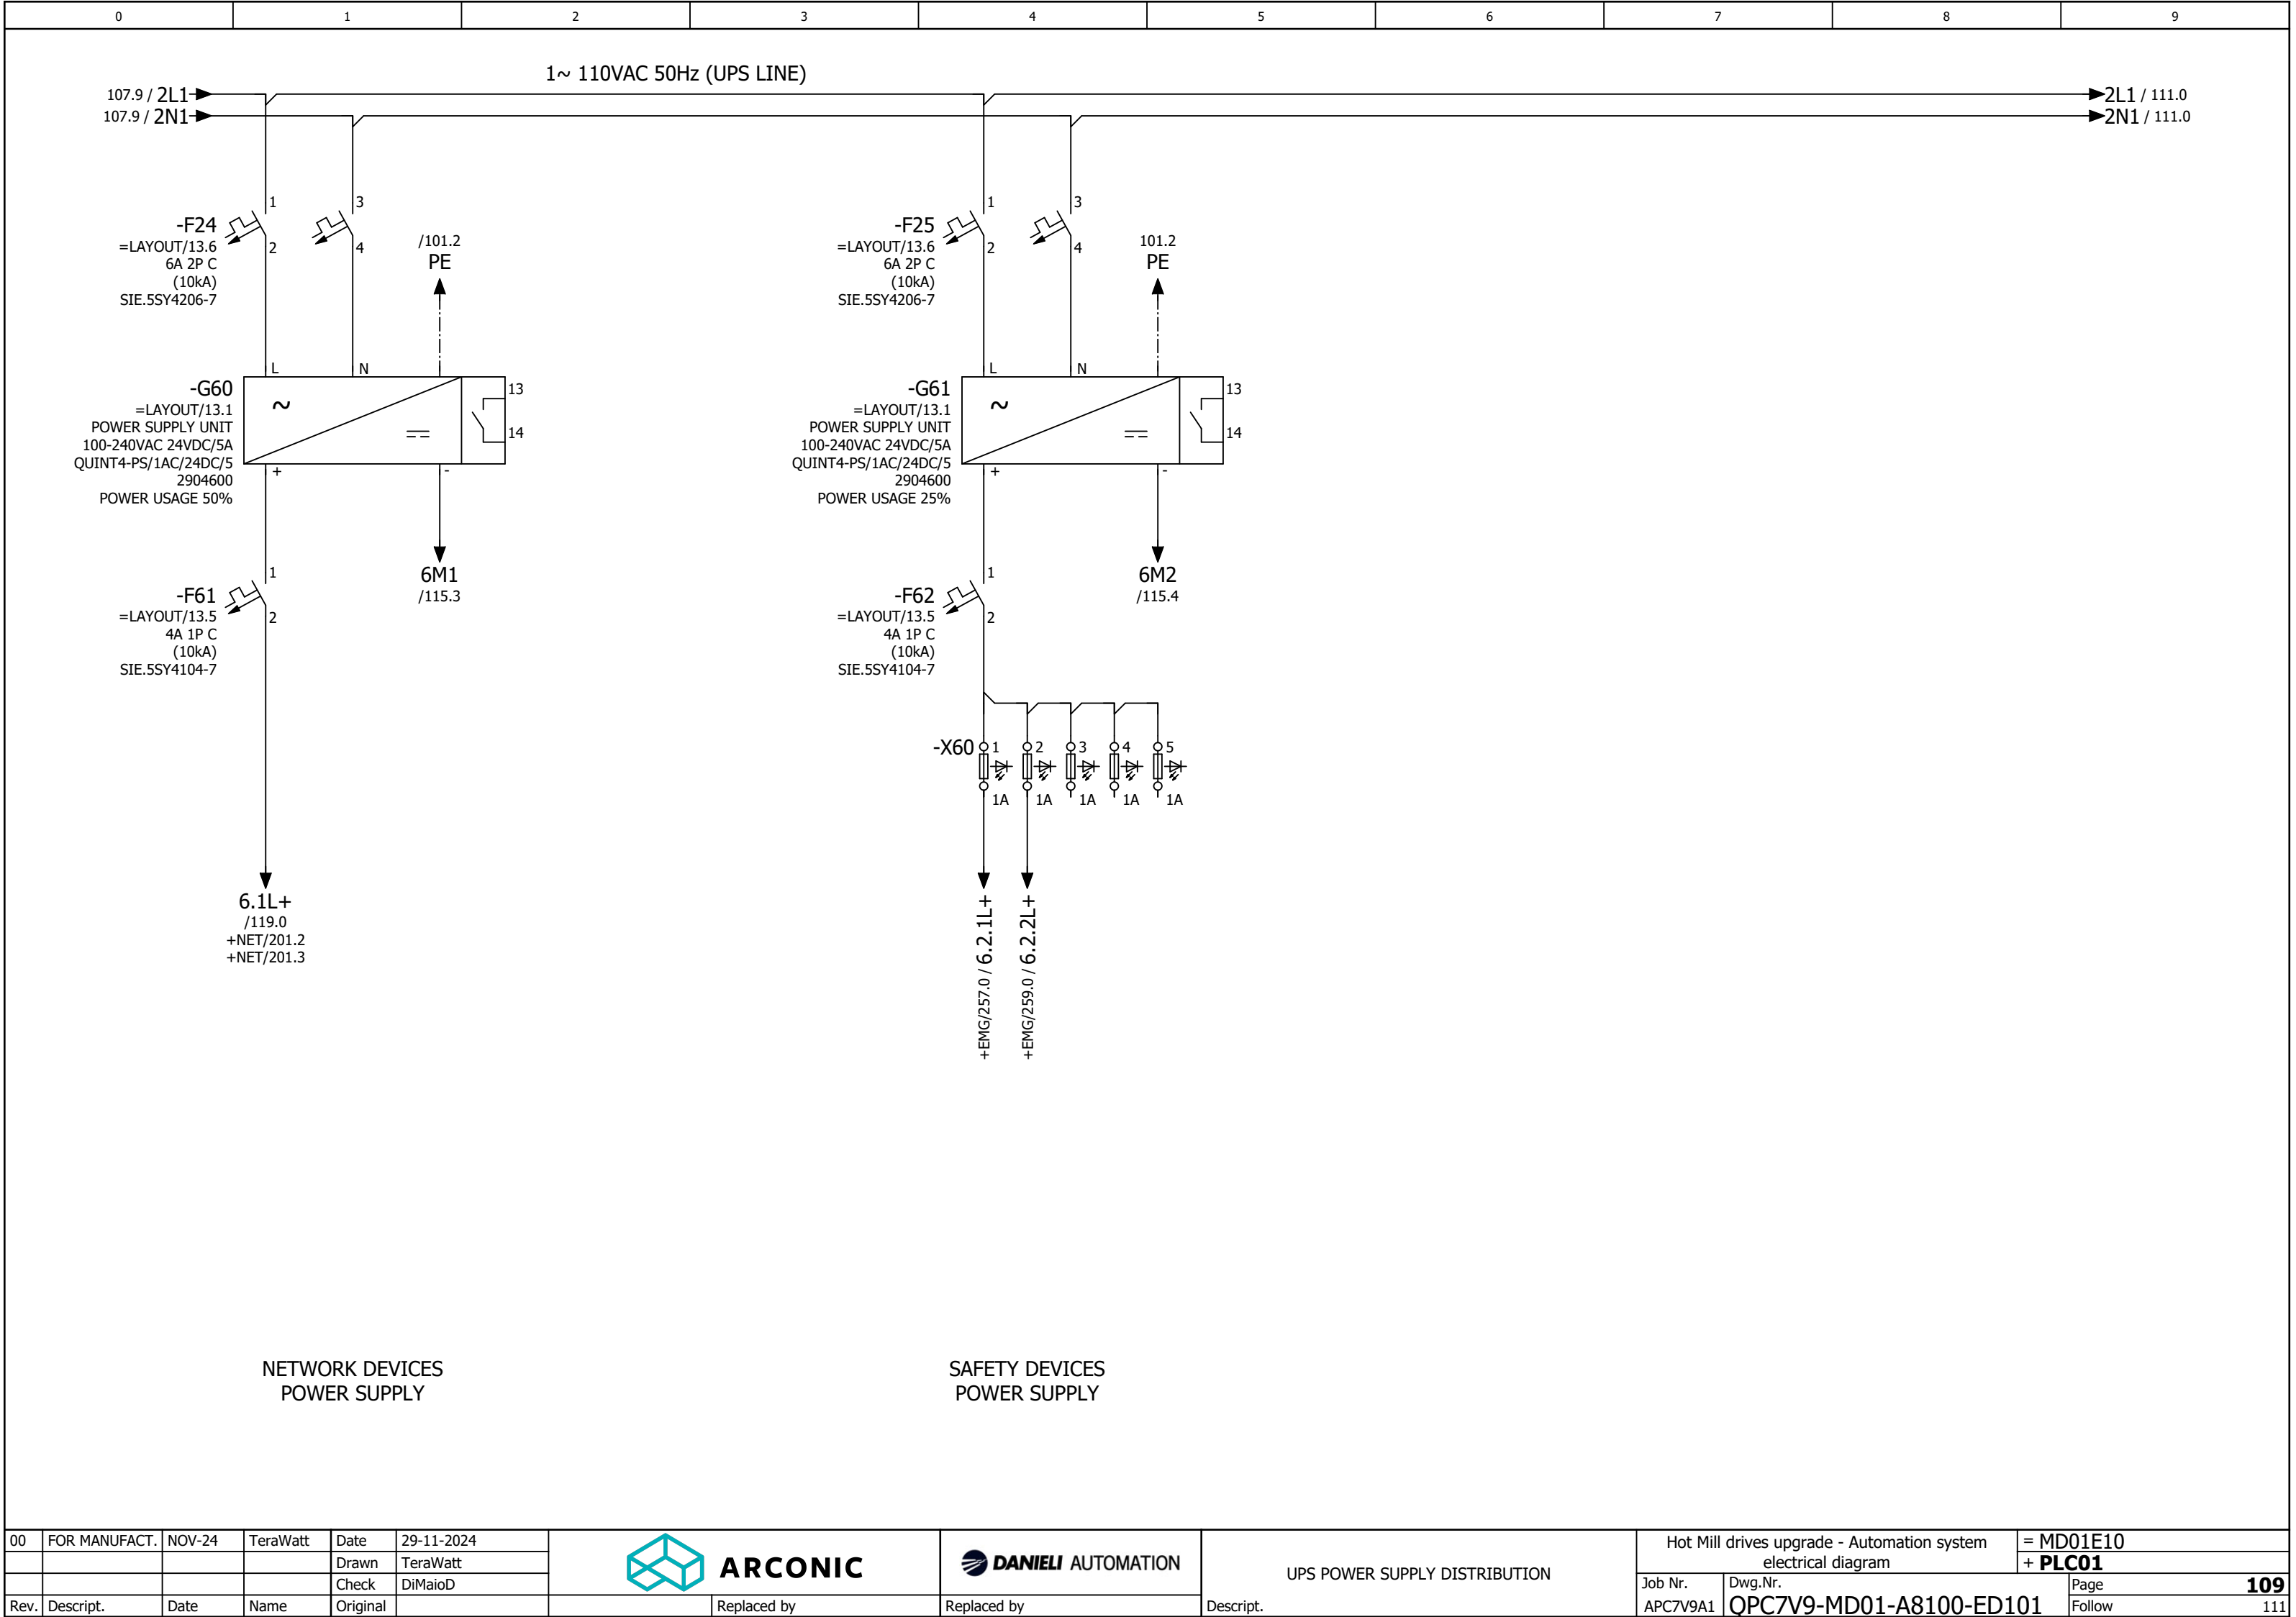 0 1 2 3 4 5 6 7 8 9
1~ 110VAC 50Hz (UPS LINE)
107.9 / 2L1
2L1 / 111.0
107.9 / 2N1
2N1 / 111.0
1
3
-F24
=LAYOUT/13.6
6A 2P C
(10kA)
SIE.5SY4206-7
2
4
/101.2
PE
1
3
-F25
=LAYOUT/13.6
6A 2P C
(10kA)
SIE.5SY4206-7
2
4
101.2
PE
L
N
-G60
=LAYOUT/13.1
POWER SUPPLY UNIT
100-240VAC 24VDC/5A
QUINT4-PS/1AC/24DC/5
2904600
POWER USAGE 50%
~
13
14
+
-
L
N
-G61
=LAYOUT/13.1
POWER SUPPLY UNIT
100-240VAC 24VDC/5A
QUINT4-PS/1AC/24DC/5
2904600
POWER USAGE 25%
~
13
14
+
-
1
-F61
=LAYOUT/13.5
4A 1P C
(10kA)
SIE.5SY4104-7
2
6M1
/115.3
1
-F62
=LAYOUT/13.5
4A 1P C
(10kA)
SIE.5SY4104-7
2
6M2
/115.4
-X60 1 2 3 4 5
1A 1A 1A 1A 1A
6.1L+
/119.0
+NET/201.2
+NET/201.3
+EMG/257.0 / 6.2.1L+
+EMG/259.0 / 6.2.2L+
NETWORK DEVICES
POWER SUPPLY
SAFETY DEVICES
POWER SUPPLY
00 FOR MANUFACT. NOV-24 TeraWatt Date 29-11-2024
Drawn TeraWatt
Check DiMaioD
Rev. Descript. Date Name Original
ARCONIC
Replaced by
DANIELI AUTOMATION
Replaced by
UPS POWER SUPPLY DISTRIBUTION
Descript.
Hot Mill drives upgrade - Automation system
electrical diagram
= MD01E10
+ PLC01
Job Nr.
APC7V9A1
Dwg.Nr.
QPC7V9-MD01-A8100-ED101
Page 109
Follow 111